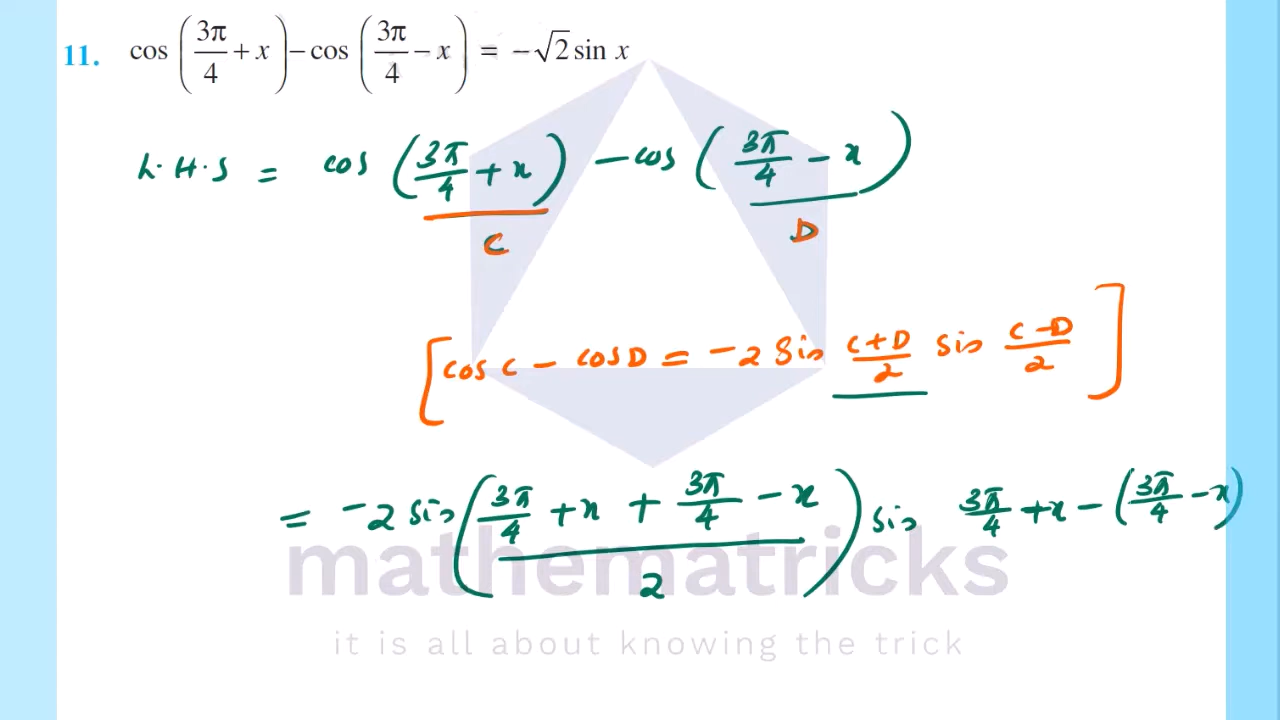 11. cos(3π/4 + x) − cos(3π/4 − x) = −√2 sin x
L.H.S = cos(3π/4 + x) − cos(3π/4 − x)
C D
[cos C − cos D = −2 sin C+D/2 sin C−D/2]
= −2 sin((3π/4 + x + 3π/4 − x)/2) sin 3π/4 + x − (3π/4 − x)
mathematricks
it is all about knowing the trick